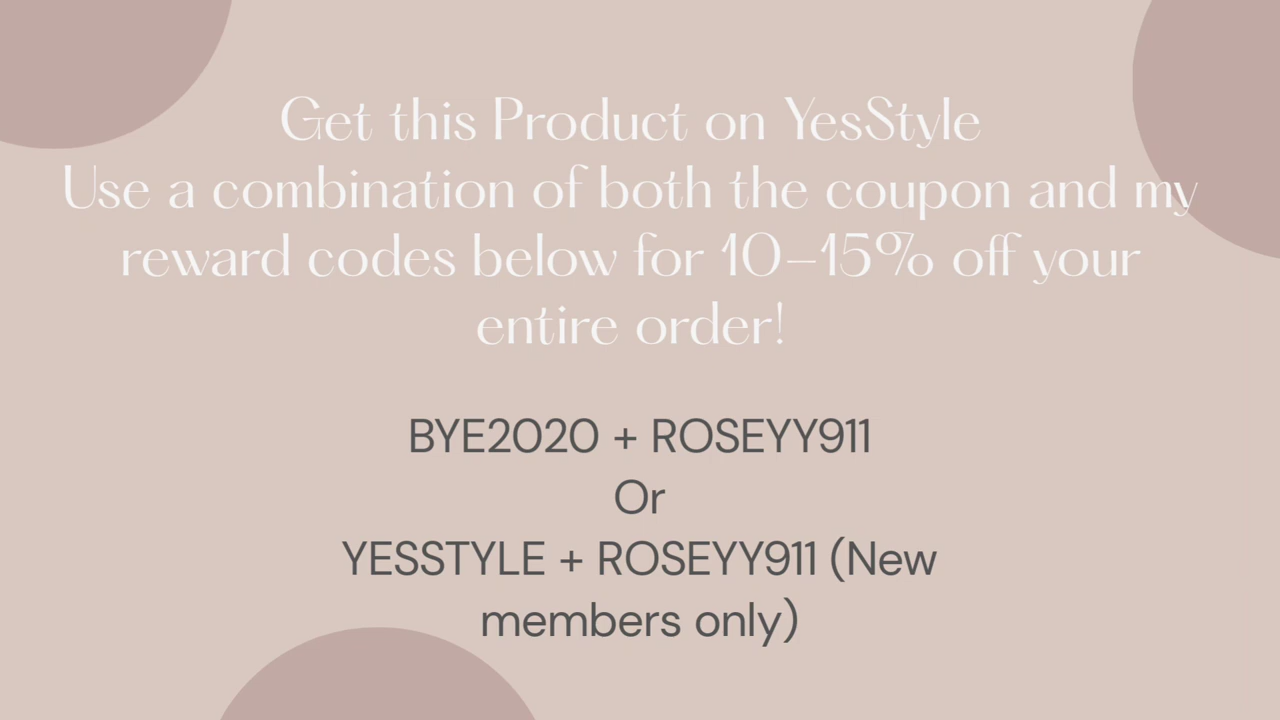 Get this Product on YesStyle
Use a combination of both the coupon and my
reward codes below for 10-15% off your
entire order!
BYE2020 + ROSEYY911
Or
YESSTYLE + ROSEYY911 (New
members only)